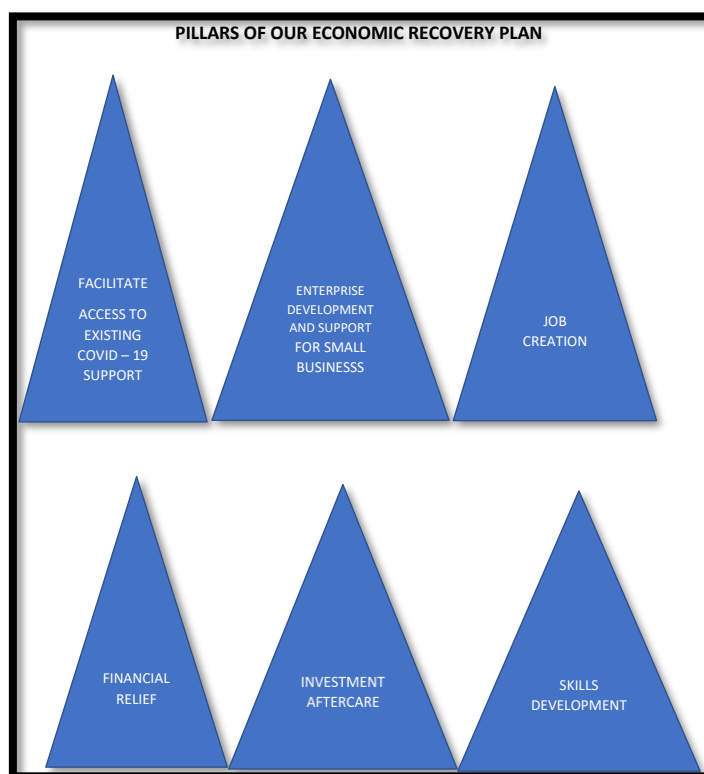 PILLARS OF OUR ECONOMIC RECOVERY PLAN
FACILITATE
ACCESS TO
EXISTING
COVID – 19
SUPPORT
ENTERPRISE
DEVELOPMENT
AND SUPPORT
FOR SMALL
BUSINESSS
JOB
CREATION
FINANCIAL
RELIEF
INVESTMENT
AFTERCARE
SKILLS
DEVELOPMENT